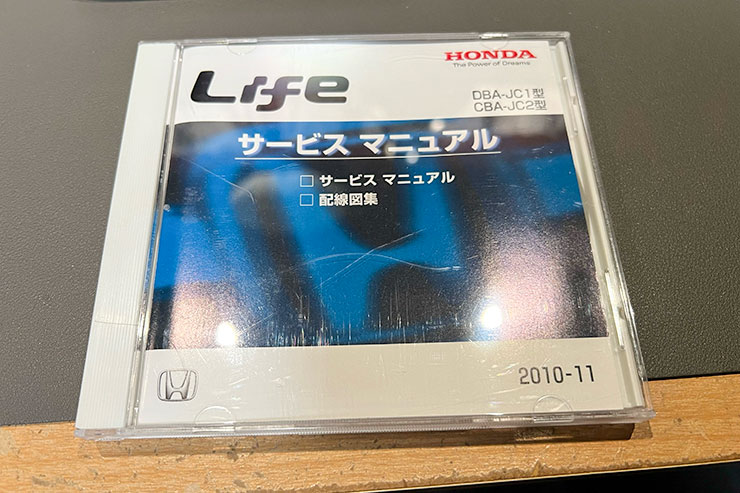 HONDA
The Power of Dreams
Life
DBA-JC1型
CBA-JC2型
サービス マニュアル
□ サービス マニュアル
□ 配線図集
2010-11